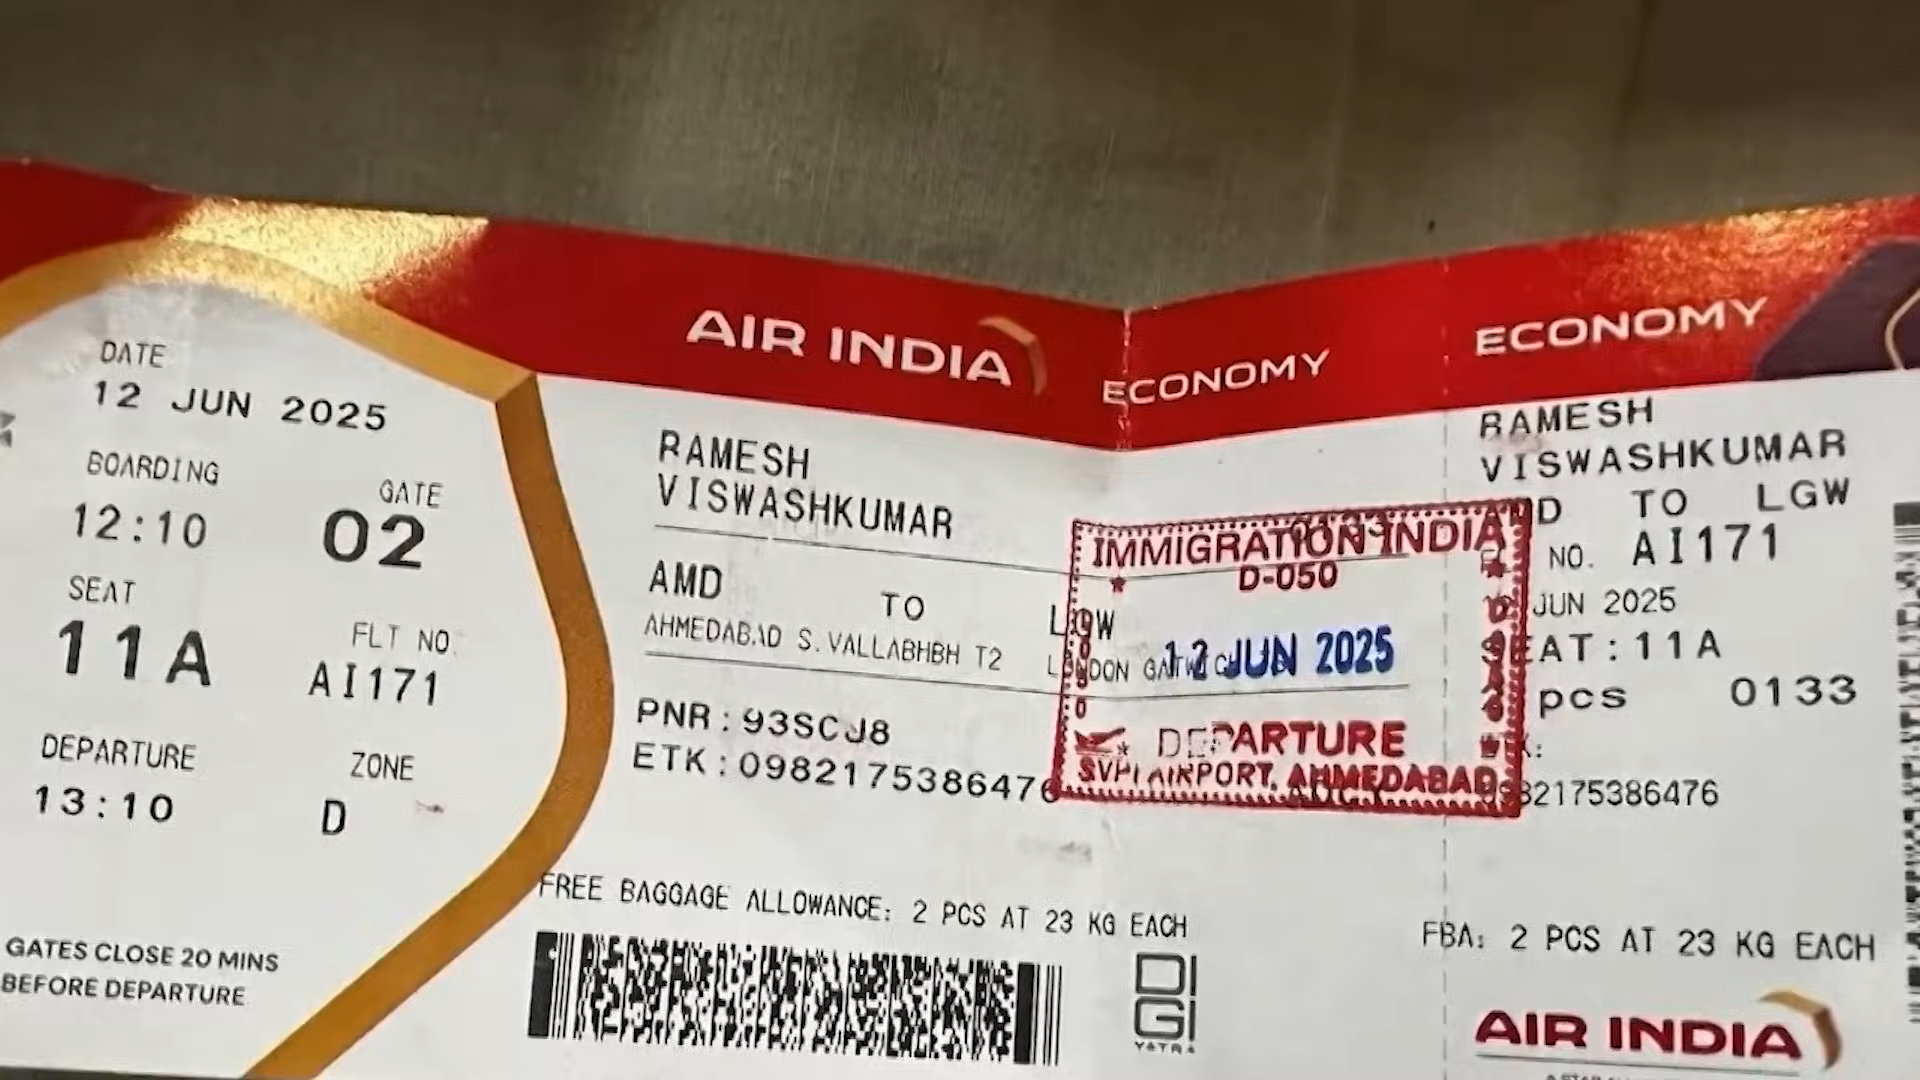 AIR INDIA
ECONOMY
ECONOMY
DATE
12 JUN 2025
BOARDING
GATE
12:10
02
SEAT
FLT NO.
11A
AI171
DEPARTURE
ZONE
13:10
D
GATES CLOSE 20 MINS
BEFORE DEPARTURE
RAMESH
VISWASHKUMAR
AMD TO LGW
AHMEDABAD S.VALLABHBH T2
PNR:93SCJ8
ETK:0982175386476
FREE BAGGAGE ALLOWANCE: 2 PCS AT 23 KG EACH
DIGI
YATRA
IMMIGRATION INDIA
D-050
12 JUN 2025
DEPARTURE
SVPI AIRPORT, AHMEDABAD
RAMESH
VISWASHKUMAR
D TO LGW
NO. AI171
JUN 2025
SEAT:11A
pcs 0133
82175386476
FBA: 2 PCS AT 23 KG EACH
AIR INDIA